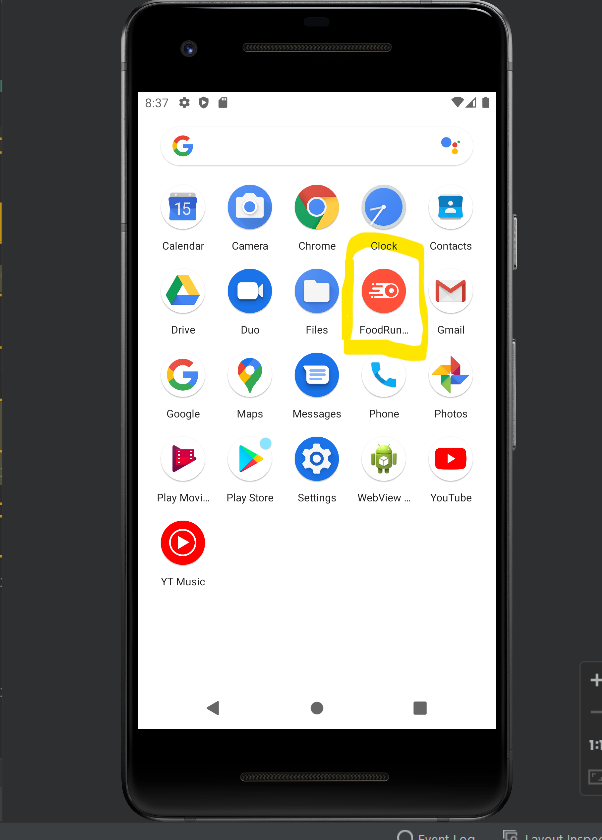 8:37
15
Calendar Camera Chrome Clock Contacts
Drive Duo Files FoodRun... Gmail
Google Maps Messages Phone Photos
Play Movi... Play Store Settings WebView ... YouTube
YT Music
1:1
Event Log Layout Inspec